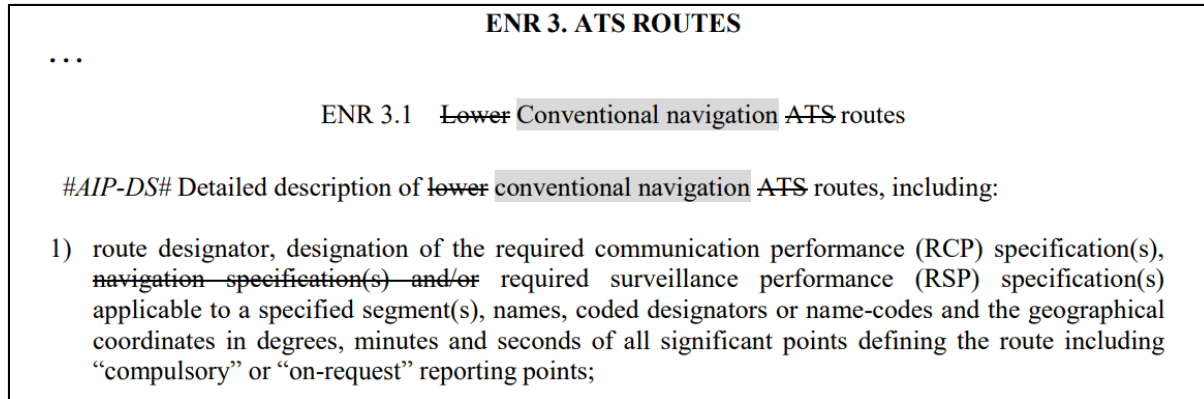 ENR 3. ATS ROUTES
...
ENR 3.1 Lower Conventional navigation ATS routes
#AIP-DS# Detailed description of lower conventional navigation ATS routes, including:
1) route designator, designation of the required communication performance (RCP) specification(s),
navigation specification(s) and/or required surveillance performance (RSP) specification(s)
applicable to a specified segment(s), names, coded designators or name-codes and the geographical
coordinates in degrees, minutes and seconds of all significant points defining the route including
“compulsory” or “on-request” reporting points;